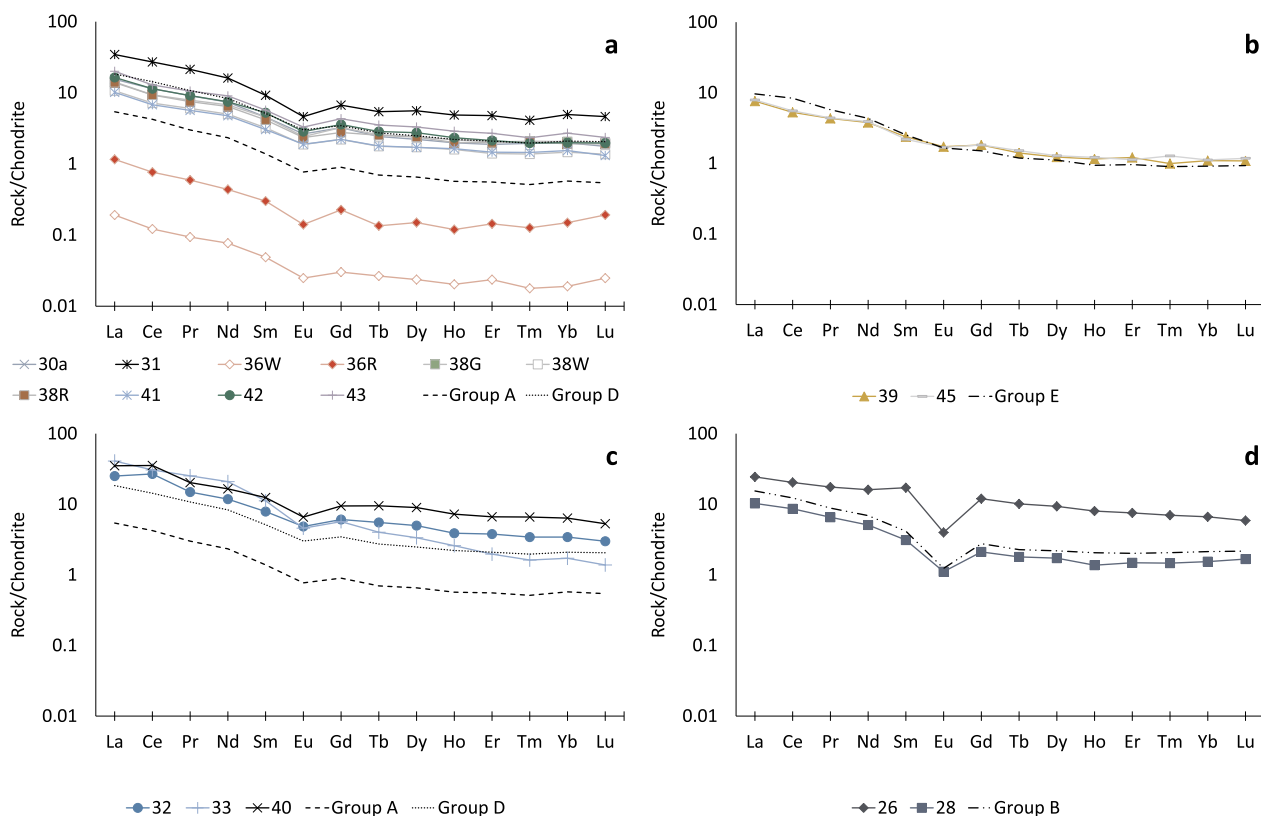 a
Rock/Chondrite
100
10
1
0.1
0.01
La Ce Pr Nd Sm Eu Gd Tb Dy Ho Er Tm Yb Lu
30a 31 36W 36R 38G 38W
38R 41 42 43 Group A Group D
b
Rock/Chondrite
100
10
1
0.1
0.01
La Ce Pr Nd Sm Eu Gd Tb Dy Ho Er Tm Yb Lu
39 45 Group E
c
Rock/Chondrite
100
10
1
0.1
0.01
La Ce Pr Nd Sm Eu Gd Tb Dy Ho Er Tm Yb Lu
32 33 40 Group A Group D
d
Rock/Chondrite
100
10
1
0.1
0.01
La Ce Pr Nd Sm Eu Gd Tb Dy Ho Er Tm Yb Lu
26 28 Group B